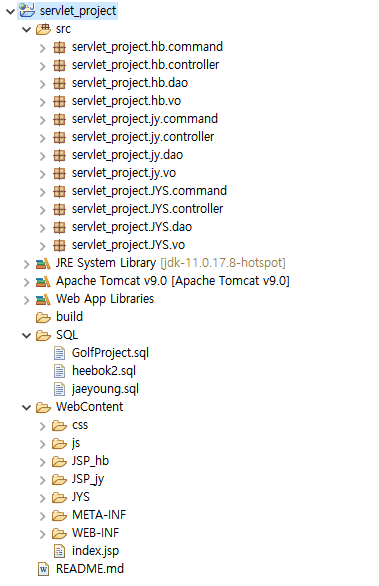 servlet_project
src
servlet_project.hb.command
servlet_project.hb.controller
servlet_project.hb.dao
servlet_project.hb.vo
servlet_project.jy.command
servlet_project.jy.controller
servlet_project.jy.dao
servlet_project.jy.vo
servlet_project.JYS.command
servlet_project.JYS.controller
servlet_project.JYS.dao
servlet_project.JYS.vo
JRE System Library [jdk-11.0.17.8-hotspot]
Apache Tomcat v9.0 [Apache Tomcat v9.0]
Web App Libraries
build
SQL
GolfProject.sql
heebok2.sql
jaeyoung.sql
WebContent
css
js
JSP_hb
JSP_jy
JYS
META-INF
WEB-INF
index.jsp
README.md